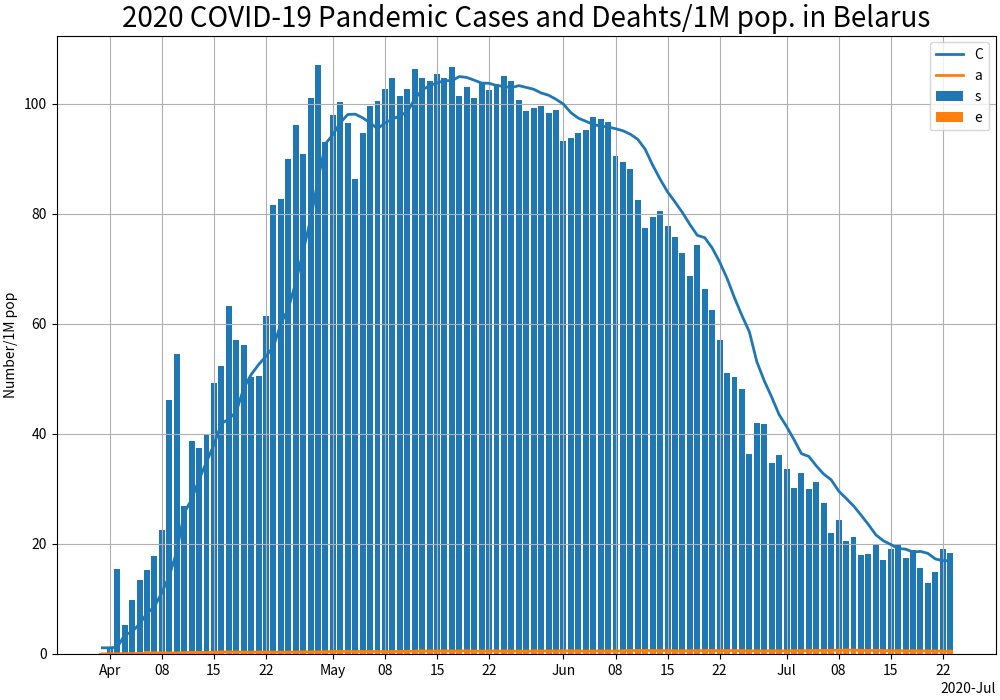 2020 COVID-19 Pandemic Cases and Deahts/1M pop. in Belarus
C
a
s
e
Number/1M pop
100
80
60
40
20
0
Apr 08 15 22 May 08 15 22 Jun 08 15 22 Jul 08 15 22
2020-Jul